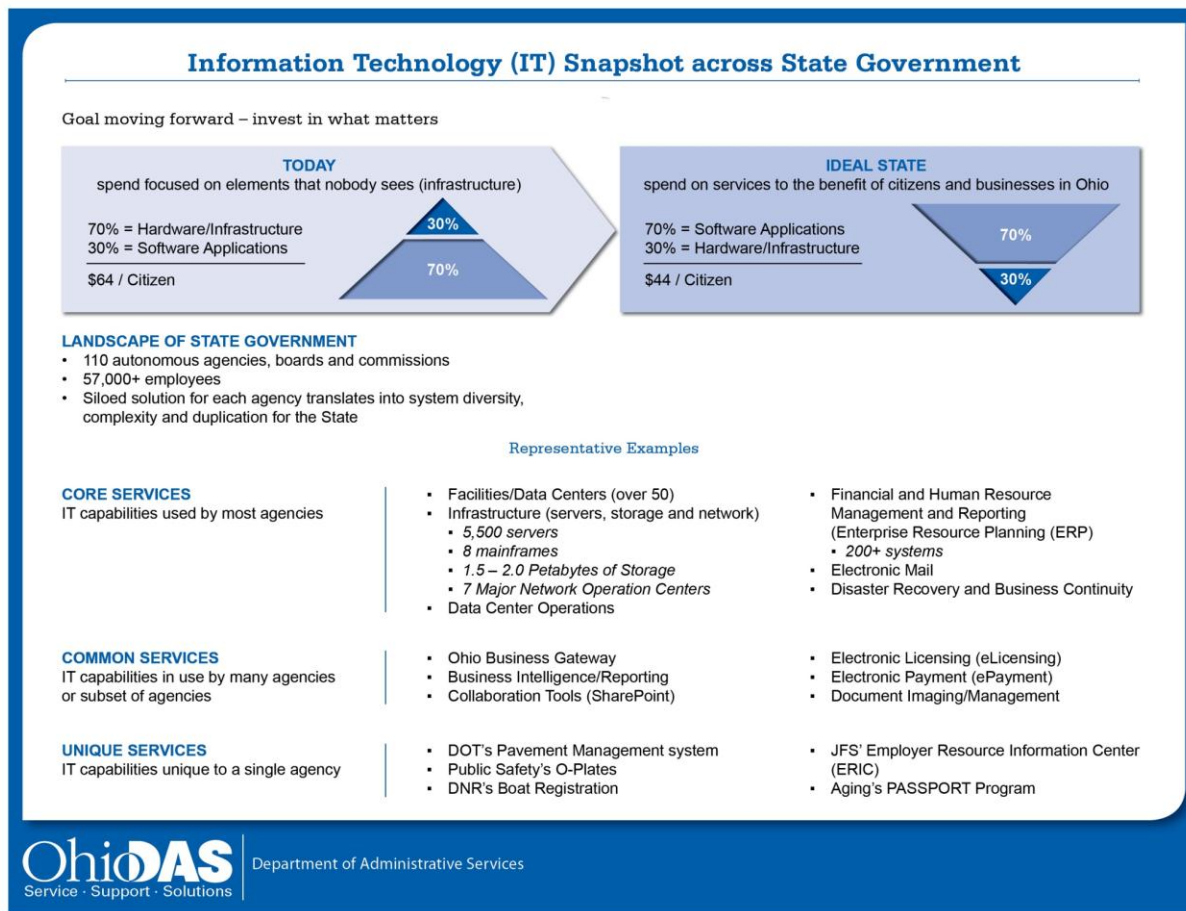 Information Technology (IT) Snapshot across State Government
Goal moving forward – invest in what matters
TODAY
spend focused on elements that nobody sees (infrastructure)
70% = Hardware/Infrastructure
30% = Software Applications
$64 / Citizen
30%
70%
IDEAL STATE
spend on services to the benefit of citizens and businesses in Ohio
70% = Software Applications
30% = Hardware/Infrastructure
$44 / Citizen
70%
30%
LANDSCAPE OF STATE GOVERNMENT
• 110 autonomous agencies, boards and commissions
• 57,000+ employees
• Siloed solution for each agency translates into system diversity,
complexity and duplication for the State
Representative Examples
CORE SERVICES
IT capabilities used by most agencies
▪ Facilities/Data Centers (over 50)
▪ Infrastructure (servers, storage and network)
▪ 5,500 servers
▪ 8 mainframes
▪ 1.5 – 2.0 Petabytes of Storage
▪ 7 Major Network Operation Centers
▪ Data Center Operations
▪ Financial and Human Resource
Management and Reporting
(Enterprise Resource Planning (ERP)
▪ 200+ systems
▪ Electronic Mail
▪ Disaster Recovery and Business Continuity
COMMON SERVICES
IT capabilities in use by many agencies
or subset of agencies
▪ Ohio Business Gateway
▪ Business Intelligence/Reporting
▪ Collaboration Tools (SharePoint)
▪ Electronic Licensing (eLicensing)
▪ Electronic Payment (ePayment)
▪ Document Imaging/Management
UNIQUE SERVICES
IT capabilities unique to a single agency
▪ DOT's Pavement Management system
▪ Public Safety's O-Plates
▪ DNR's Boat Registration
▪ JFS' Employer Resource Information Center
(ERIC)
▪ Aging's PASSPORT Program
OhioDAS
Service · Support · Solutions
Department of Administrative Services